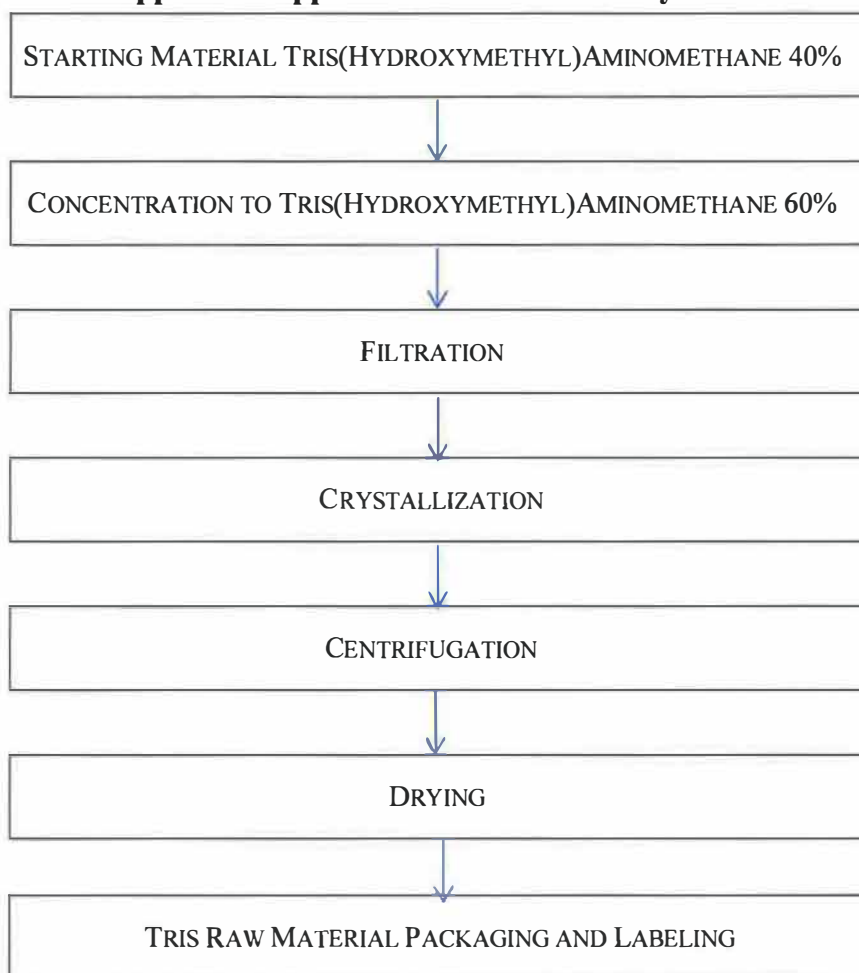 STARTING MATERIAL TRIS(HYDROXYMETHYL)AMINOMETHANE 40%
CONCENTRATION TO TRIS(HYDROXYMETHYL)AMINOMETHANE 60%
FILTRATION
CRYSTALLIZATION
CENTRIFUGATION
DRYING
TRIS RAW MATERIAL PACKAGING AND LABELING